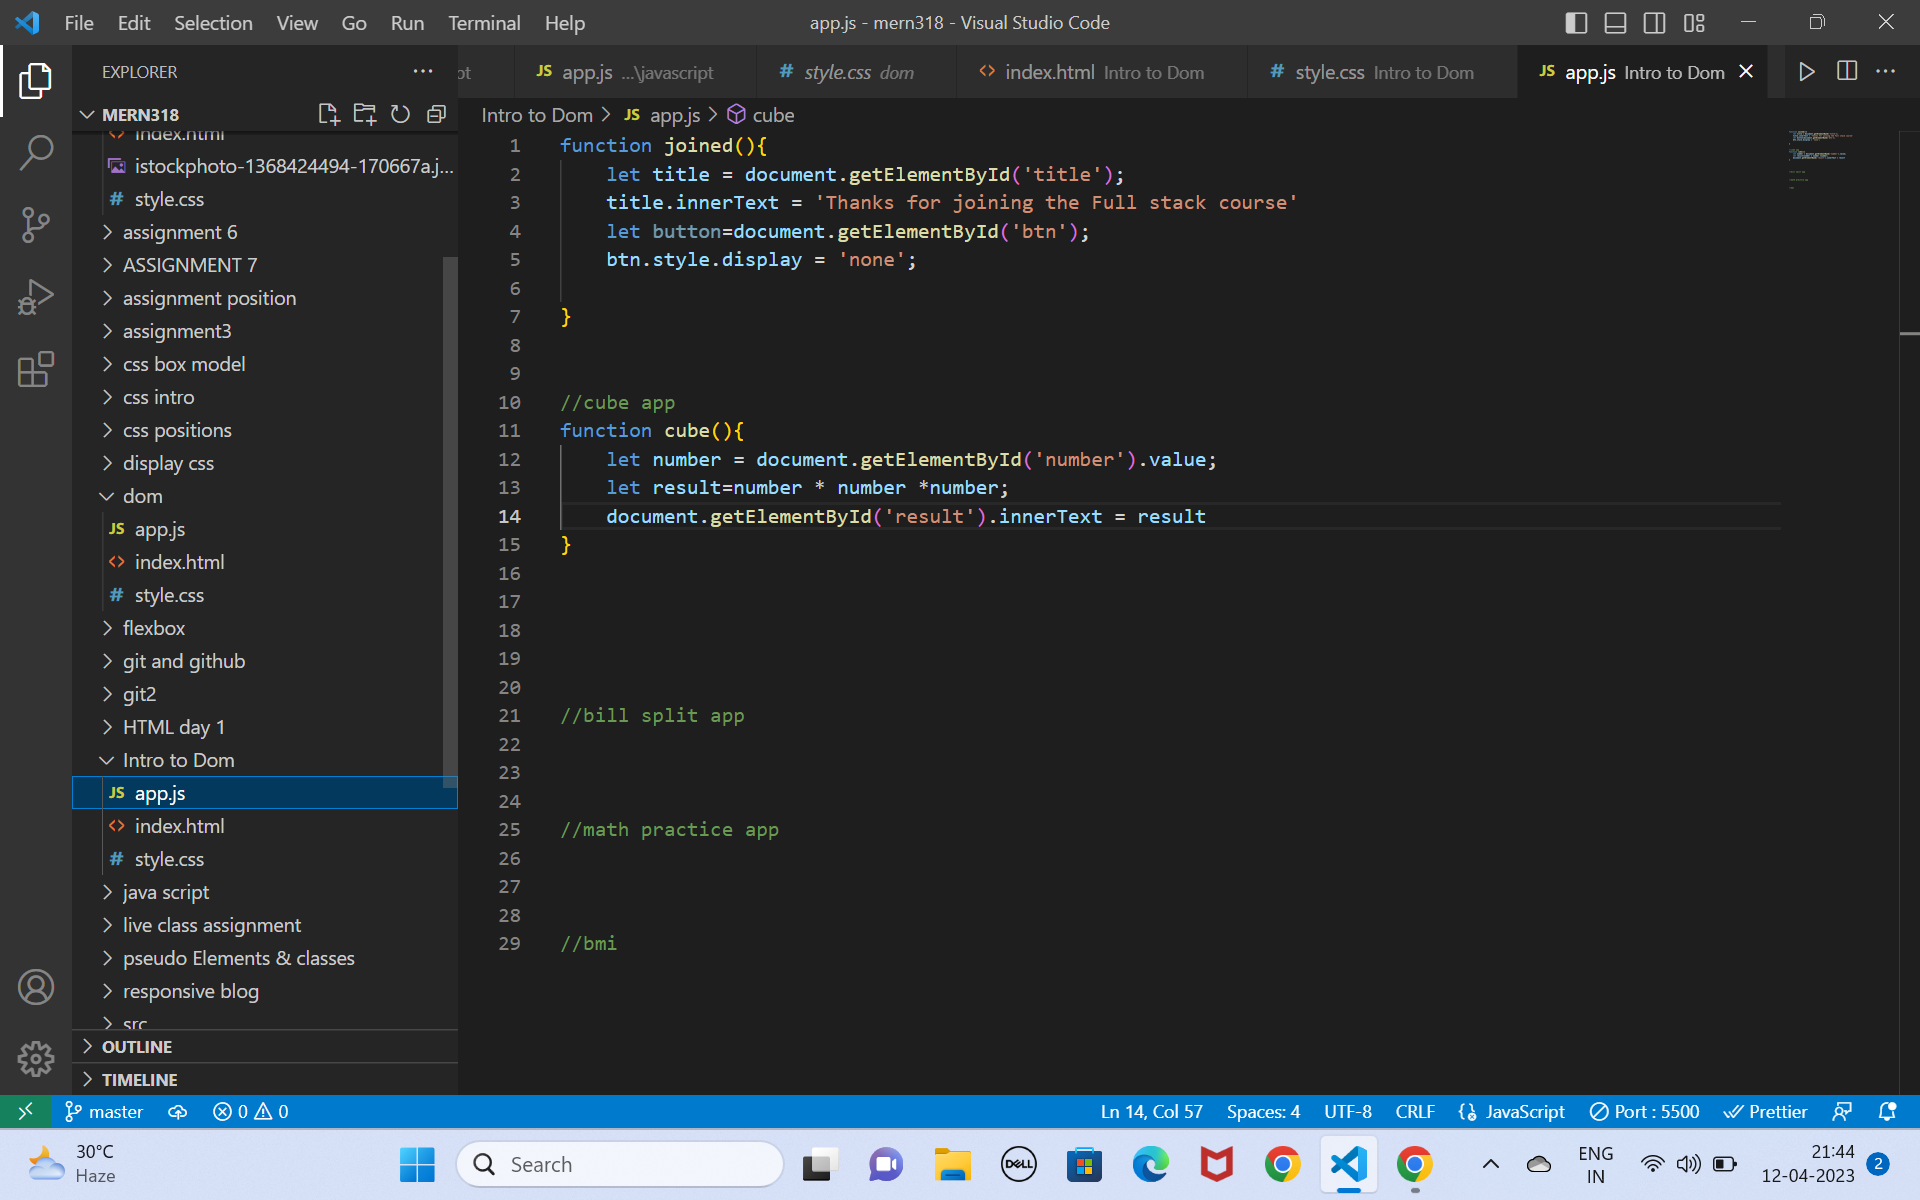 File Edit Selection View Go Run Terminal Help
app.js - mern318 - Visual Studio Code
EXPLORER
ot
JS app.js ...\javascript
# style.css dom
<> index.html Intro to Dom
# style.css Intro to Dom
JS app.js Intro to Dom
MERN318
index.html
istockphoto-1368424494-170667a.j...
# style.css
assignment 6
ASSIGNMENT 7
assignment position
assignment3
css box model
css intro
css positions
display css
dom
JS app.js
<> index.html
# style.css
flexbox
git and github
git2
HTML day 1
Intro to Dom
JS app.js
<> index.html
# style.css
java script
live class assignment
pseudo Elements & classes
responsive blog
src
OUTLINE
TIMELINE
Intro to Dom > JS app.js > cube
1 function joined(){
2 let title = document.getElementById('title');
3 title.innerText = 'Thanks for joining the Full stack course'
4 let button=document.getElementById('btn');
5 btn.style.display = 'none';
6
7 }
8
9
10 //cube app
11 function cube(){
12 let number = document.getElementById('number').value;
13 let result=number * number *number;
14 document.getElementById('result').innerText = result
15 }
16
17
18
19
20
21 //bill split app
22
23
24
25 //math practice app
26
27
28
29 //bmi
master 0 0
Ln 14, Col 57 Spaces: 4 UTF-8 CRLF JavaScript Port : 5500 Prettier
30°C
Haze
Search
DELL
ENG
IN
21:44
12-04-2023
2